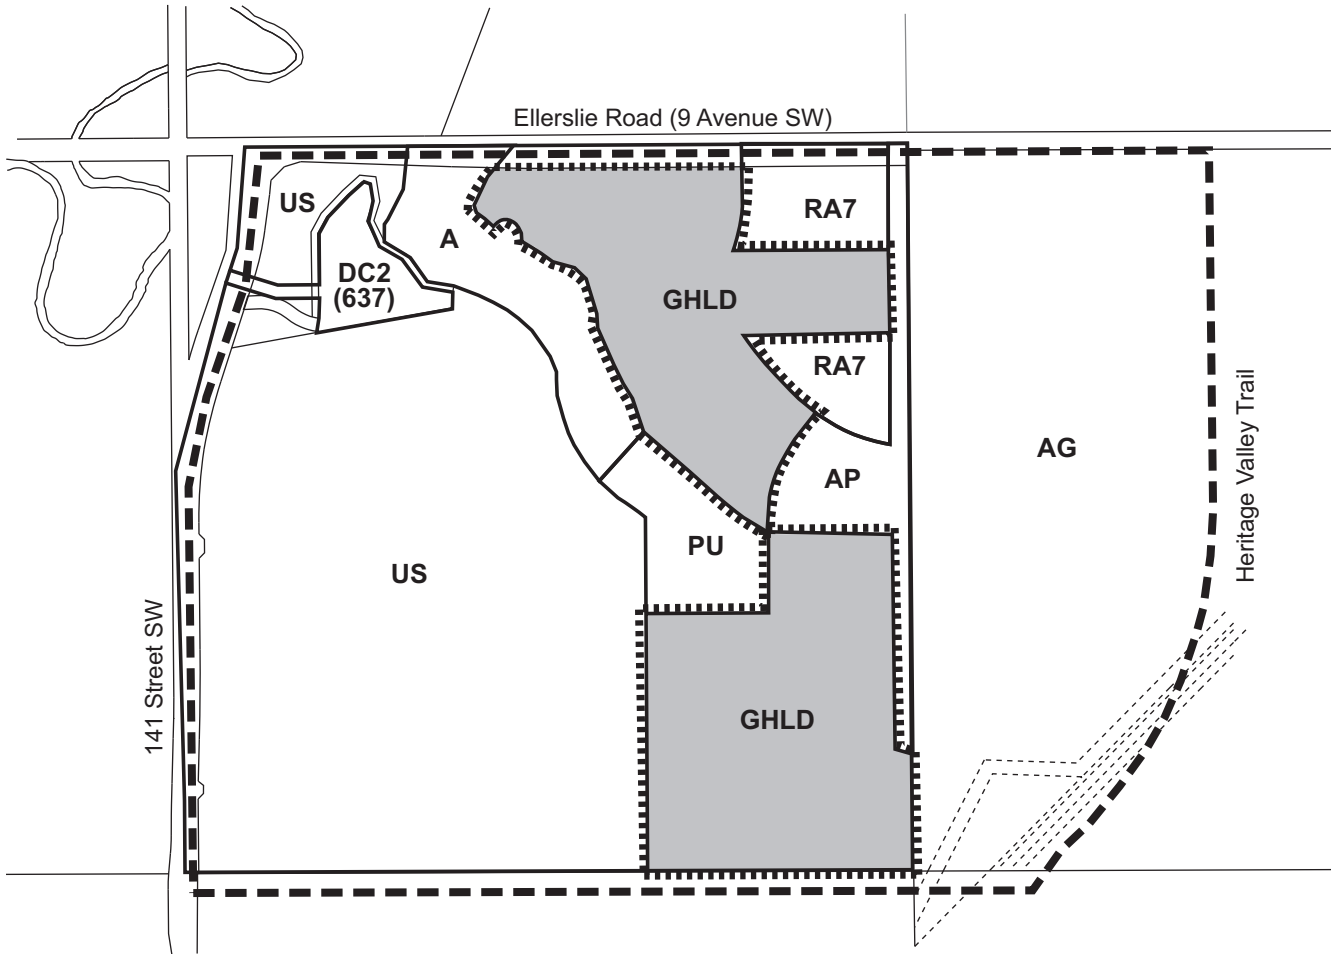 Ellerslie Road (9 Avenue SW)
US
RA7
A
DC2
(637)
GHLD
RA7
Heritage Valley Trail
AG
AP
PU
US
141 Street SW
GHLD